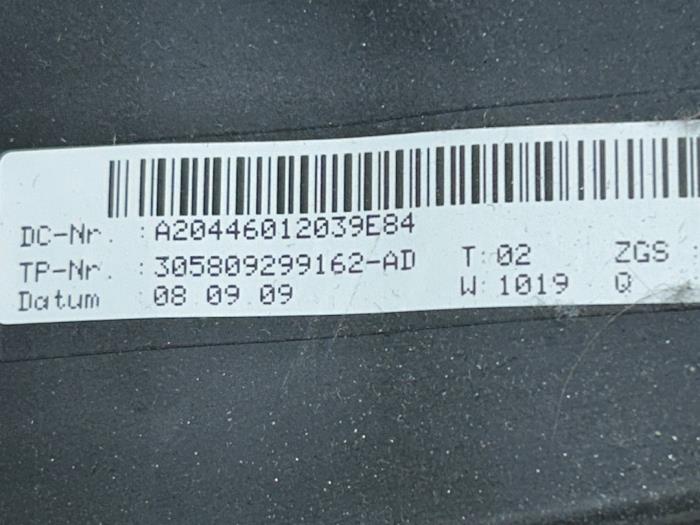 DC-Nr. :A20446012039E84
TP-Nr. :305809299162-AD T:02 ZGS :
Datum :08.09.09 W:1019 Q